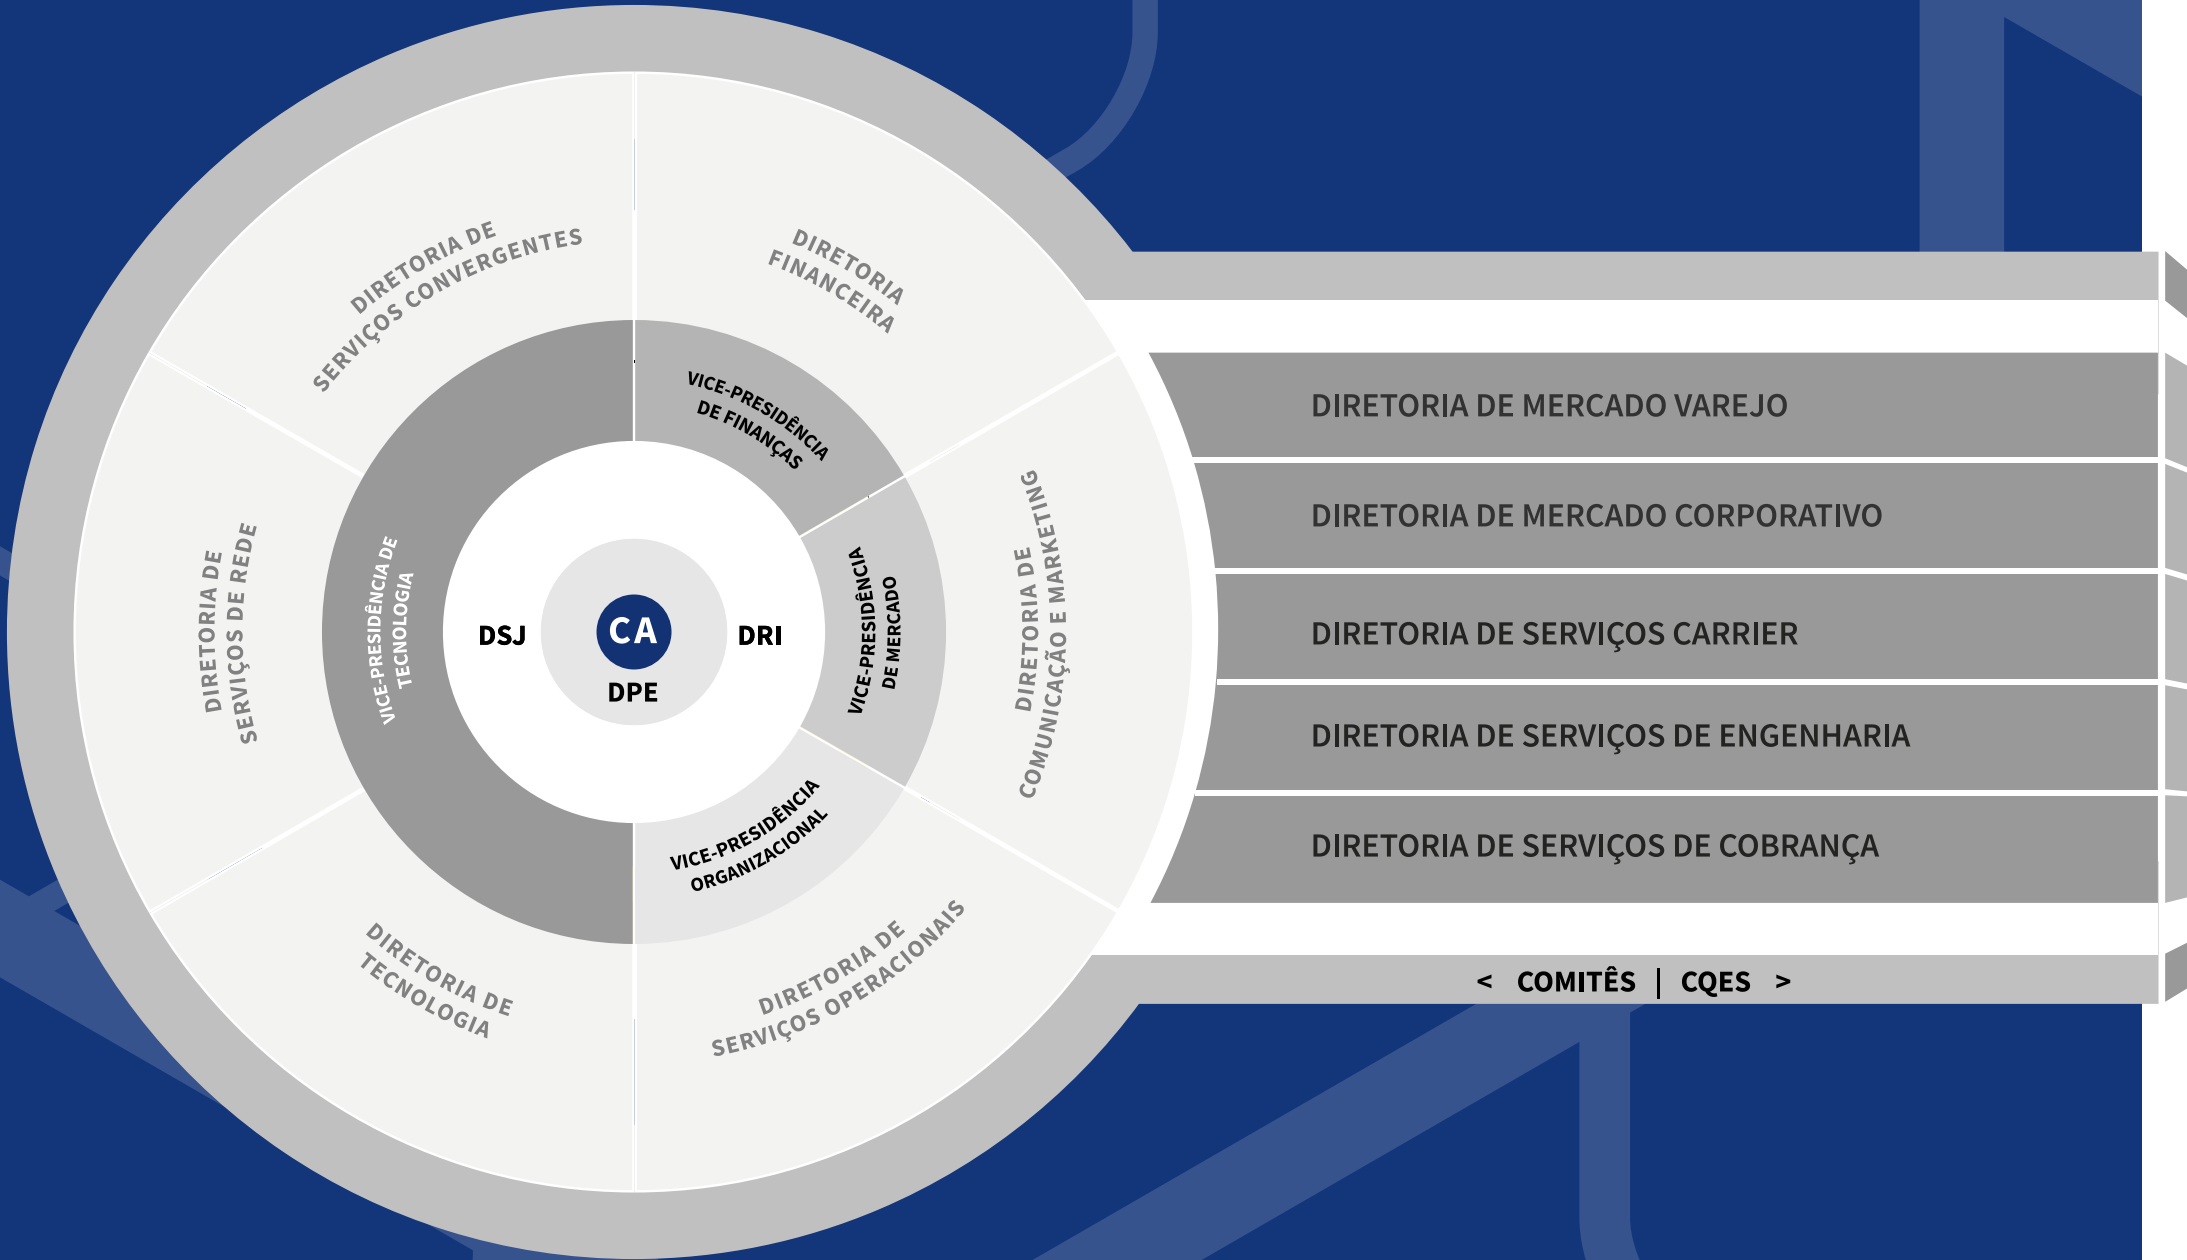 DIRETORIA DE
SERVIÇOS CONVERGENTES
DIRETORIA
FINANCEIRA
VICE-PRESIDÊNCIA
DE FINANÇAS
DIRETORIA DE
SERVIÇOS DE REDE
VICE-PRESIDÊNCIA DE
TECNOLOGIA
DSJ
CA
DRI
DPE
VICE-PRESIDÊNCIA
DE MERCADO
DIRETORIA DE
COMUNICAÇÃO E MARKETING
VICE-PRESIDÊNCIA
ORGANIZACIONAL
DIRETORIA DE
TECNOLOGIA
DIRETORIA DE
SERVIÇOS OPERACIONAIS
DIRETORIA DE MERCADO VAREJO
DIRETORIA DE MERCADO CORPORATIVO
DIRETORIA DE SERVIÇOS CARRIER
DIRETORIA DE SERVIÇOS DE ENGENHARIA
DIRETORIA DE SERVIÇOS DE COBRANÇA
< COMITÊS | CQES >